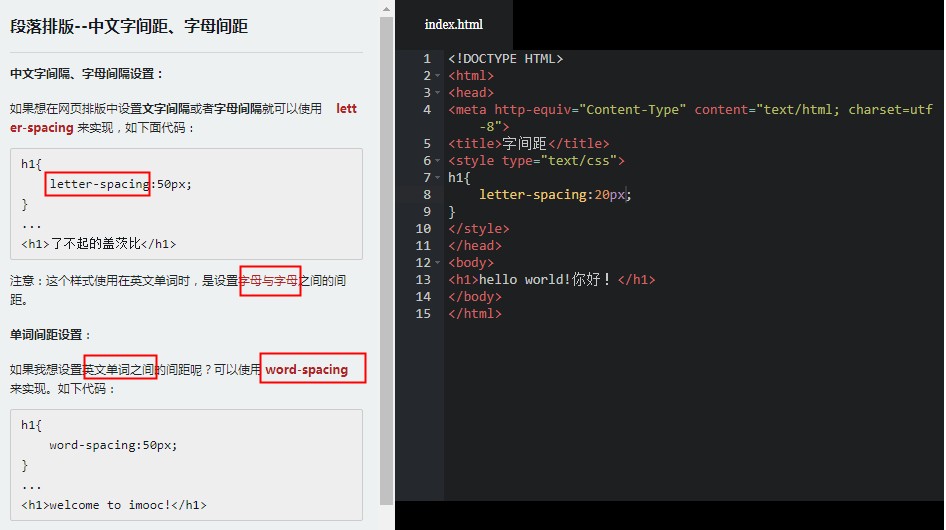 段落排版--中文字间距、字母间距
中文字间隔、字母间隔设置：
如果想在网页排版中设置文字间隔或者字母间隔就可以使用 lett
er-spacing 来实现，如下面代码：
h1{
letter-spacing:50px;
}
...
<h1>了不起的盖茨比</h1>
注意：这个样式使用在英文单词时，是设置字母与字母之间的间
距。
单词间距设置：
如果我想设置英文单词之间的间距呢？可以使用 word-spacing
来实现。如下代码：
h1{
word-spacing:50px;
}
...
<h1>welcome to imooc!</h1>
index.html
1 <!DOCTYPE HTML>
2 <html>
3 <head>
4 <meta http-equiv="Content-Type" content="text/html; charset=utf
-8">
5 <title>字间距</title>
6 <style type="text/css">
7 h1{
8 letter-spacing:20px;
9 }
10 </style>
11 </head>
12 <body>
13 <h1>hello world!你好！</h1>
14 </body>
15 </html>